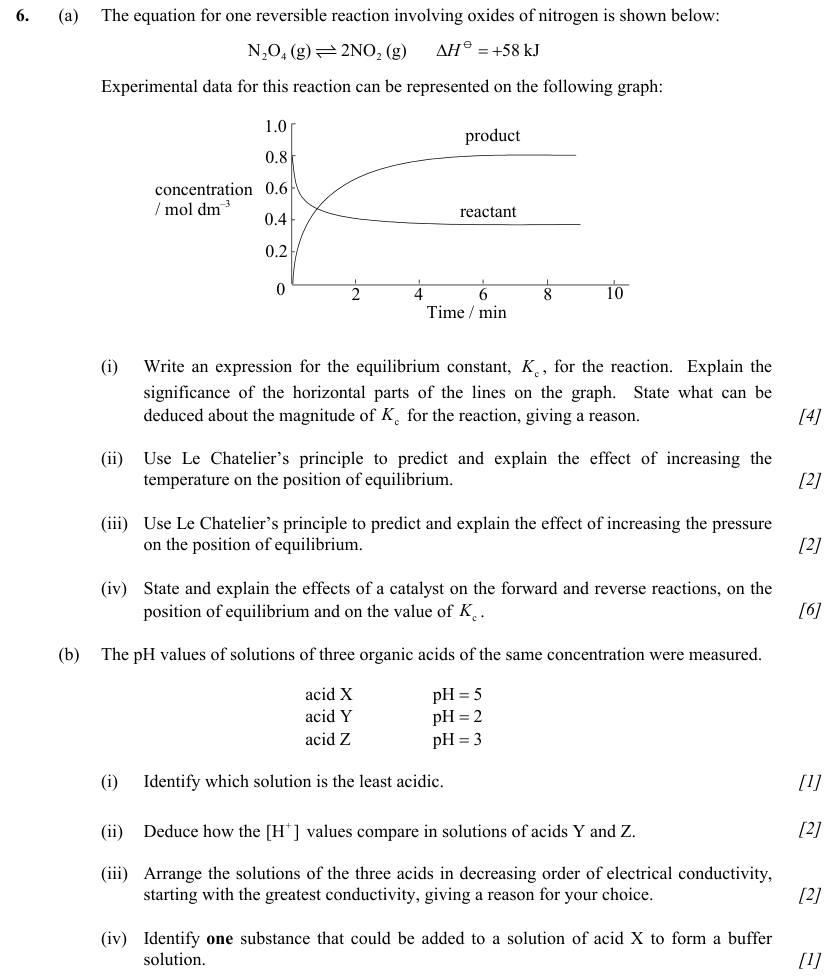 6. (a) The equation for one reversible reaction involving oxides of nitrogen is shown below:
N₂O₄ (g) ⇌ 2NO₂ (g) ΔH⊖ = +58 kJ
Experimental data for this reaction can be represented on the following graph:
1.0
product
0.8
concentration 0.6
/ mol dm⁻³
reactant
0.4
0.2
0 2 4 6 8 10
Time / min
(i) Write an expression for the equilibrium constant, Kc, for the reaction. Explain the
significance of the horizontal parts of the lines on the graph. State what can be
deduced about the magnitude of Kc for the reaction, giving a reason. [4]
(ii) Use Le Chatelier's principle to predict and explain the effect of increasing the
temperature on the position of equilibrium. [2]
(iii) Use Le Chatelier's principle to predict and explain the effect of increasing the pressure
on the position of equilibrium. [2]
(iv) State and explain the effects of a catalyst on the forward and reverse reactions, on the
position of equilibrium and on the value of Kc. [6]
(b) The pH values of solutions of three organic acids of the same concentration were measured.
acid X pH = 5
acid Y pH = 2
acid Z pH = 3
(i) Identify which solution is the least acidic. [1]
(ii) Deduce how the [H⁺] values compare in solutions of acids Y and Z. [2]
(iii) Arrange the solutions of the three acids in decreasing order of electrical conductivity,
starting with the greatest conductivity, giving a reason for your choice. [2]
(iv) Identify one substance that could be added to a solution of acid X to form a buffer
solution. [1]